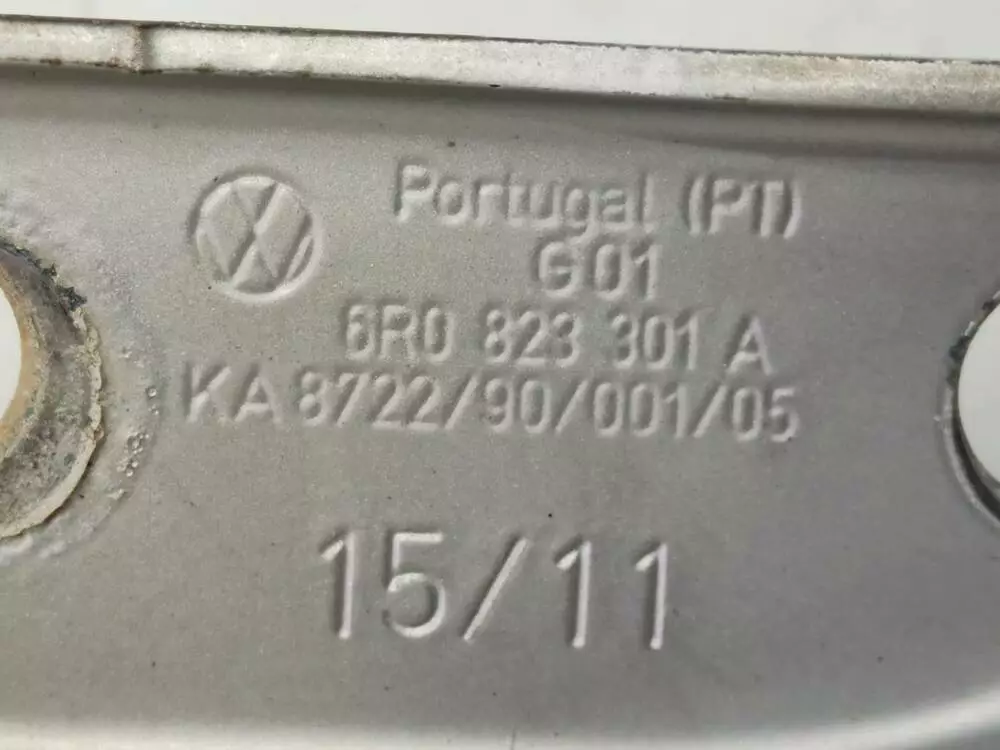 Portugal (PT)
G01
6R0 823 301 A
KA 8722/90/001/05
15/11